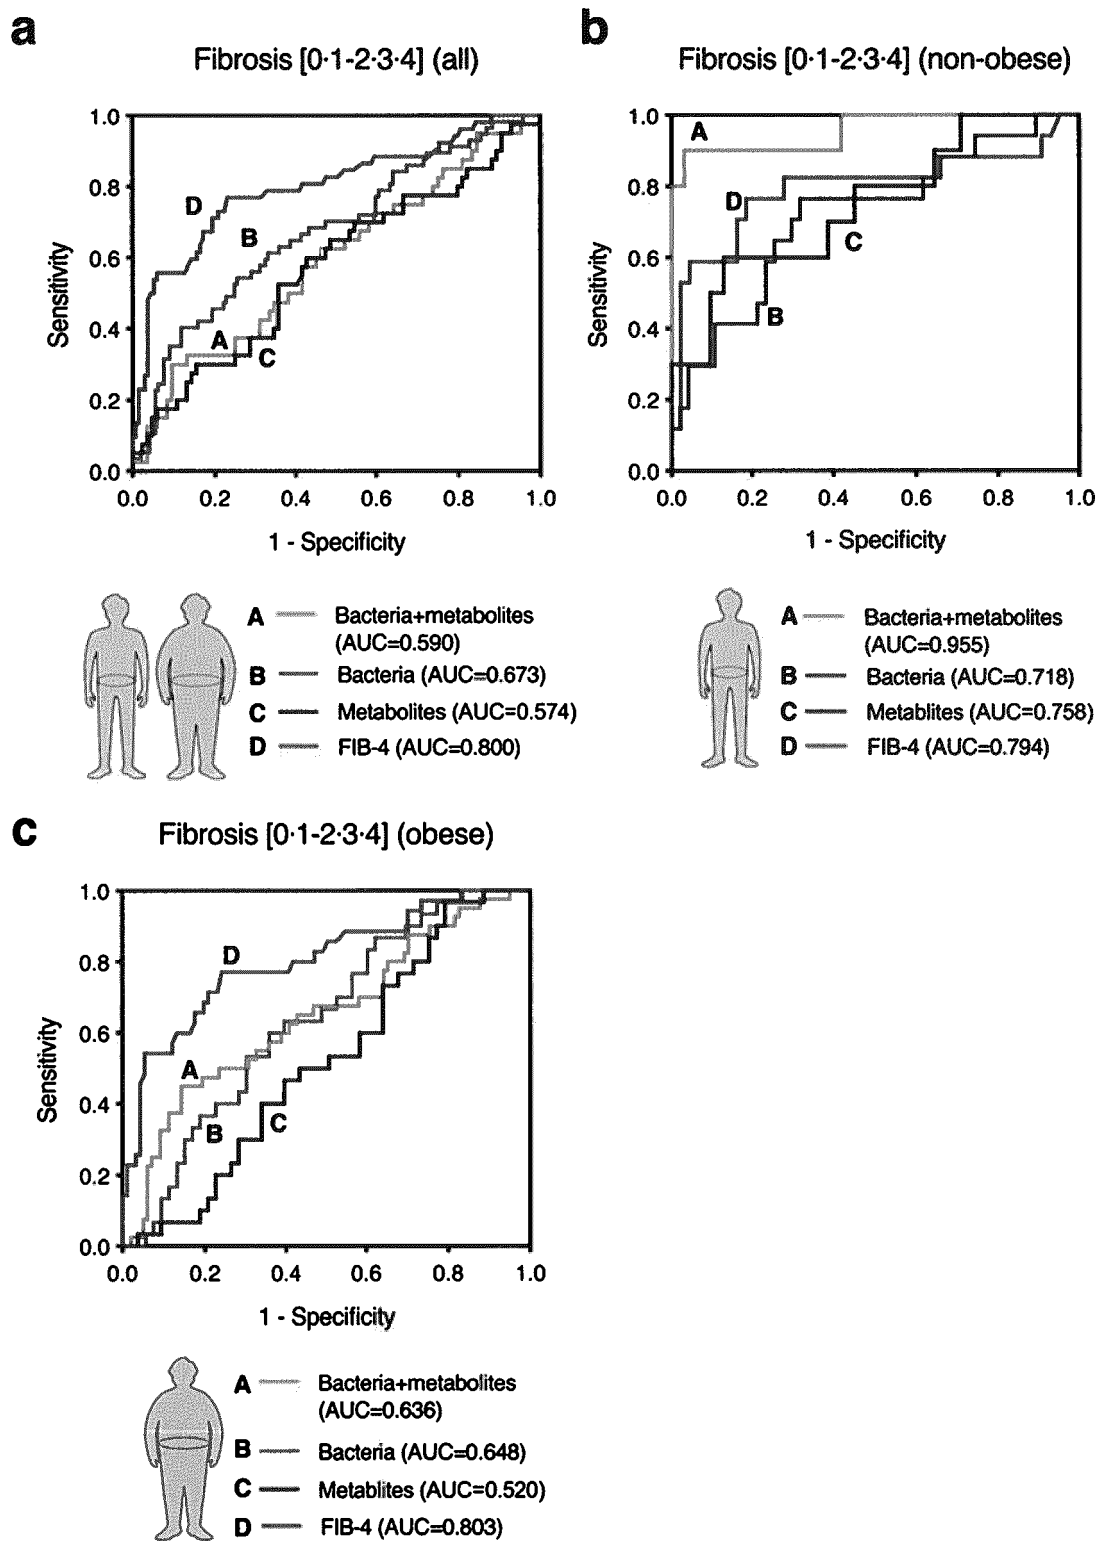 a
Fibrosis [0·1-2·3·4] (all)
1.0
0.8
0.6
0.4
0.2
0.0
Sensitivity
D
B
A
C
0.0 0.2 0.4 0.6 0.8 1.0
1 - Specificity
A Bacteria+metabolites
(AUC=0.590)
B Bacteria (AUC=0.673)
C Metabolites (AUC=0.574)
D FIB-4 (AUC=0.800)
b
Fibrosis [0·1-2·3·4] (non-obese)
1.0
0.8
0.6
0.4
0.2
0.0
Sensitivity
A
D
C
B
0.0 0.2 0.4 0.6 0.8 1.0
1 - Specificity
A Bacteria+metabolites
(AUC=0.955)
B Bacteria (AUC=0.718)
C Metablites (AUC=0.758)
D FIB-4 (AUC=0.794)
c
Fibrosis [0·1-2·3·4] (obese)
1.0
0.8
0.6
0.4
0.2
0.0
Sensitivity
D
A
B
C
0.0 0.2 0.4 0.6 0.8 1.0
1 - Specificity
A Bacteria+metabolites
(AUC=0.636)
B Bacteria (AUC=0.648)
C Metablites (AUC=0.520)
D FIB-4 (AUC=0.803)